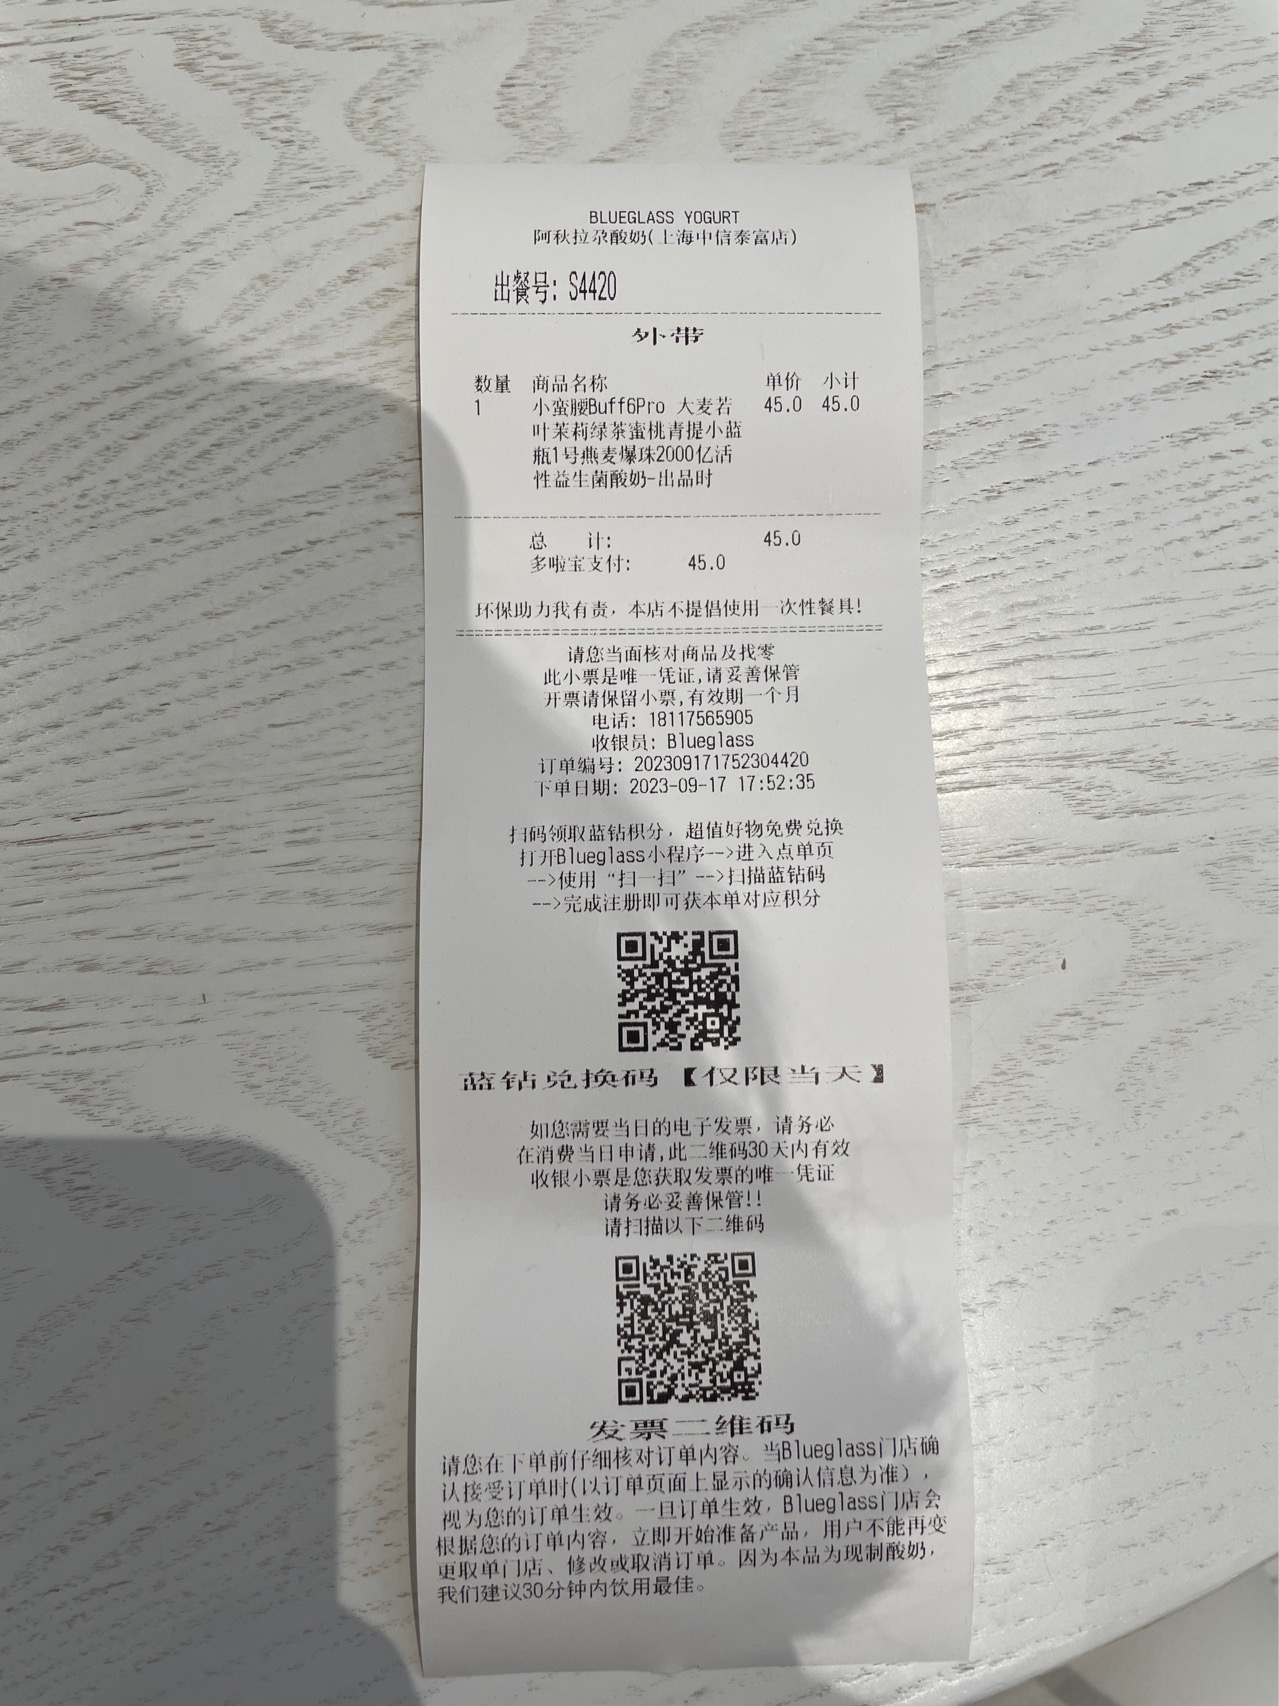 BLUEGLASS YOGURT
阿秋拉尕酸奶(上海中信泰富店)
出餐号: S4420
外带
数量 商品名称 单价 小计
1 小蛮腰Buff6Pro 大麦若 45.0 45.0
叶茉莉绿茶蜜桃青提小蓝
瓶1号燕麦爆珠2000亿活
性益生菌酸奶-出品时
总 计: 45.0
多啦宝支付: 45.0
环保助力我有责，本店不提倡使用一次性餐具!
请您当面核对商品及找零
此小票是唯一凭证,请妥善保管
开票请保留小票,有效期一个月
电话: 18117565905
收银员: Blueglass
订单编号: 202309171752304420
下单日期: 2023-09-17 17:52:35
扫码领取蓝钻积分，超值好物免费兑换
打开Blueglass小程序-->进入点单页
-->使用“扫一扫”-->扫描蓝钻码
-->完成注册即可获本单对应积分
蓝钻兑换码【仅限当天】
如您需要当日的电子发票，请务必
在消费当日申请,此二维码30天内有效
收银小票是您获取发票的唯一凭证
请务必妥善保管!!
请扫描以下二维码
发票二维码
请您在下单前仔细核对订单内容。当Blueglass门店确
认接受订单时(以订单页面上显示的确认信息为准)，
视为您的订单生效。一旦订单生效，Blueglass门店会
根据您的订单内容，立即开始准备产品，用户不能再变
更取单门店、修改或取消订单。因为本品为现制酸奶，
我们建议30分钟内饮用最佳。